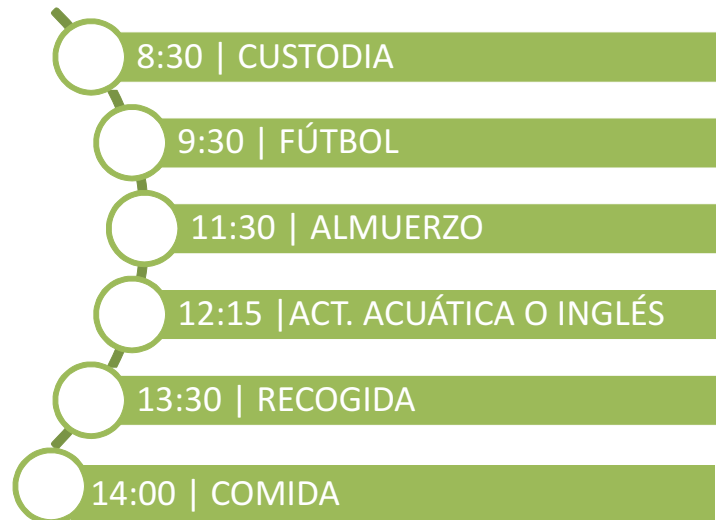 8:30 | CUSTODIA
9:30 | FÚTBOL
11:30 | ALMUERZO
12:15 |ACT. ACUÁTICA O INGLÉS
13:30 | RECOGIDA
14:00 | COMIDA